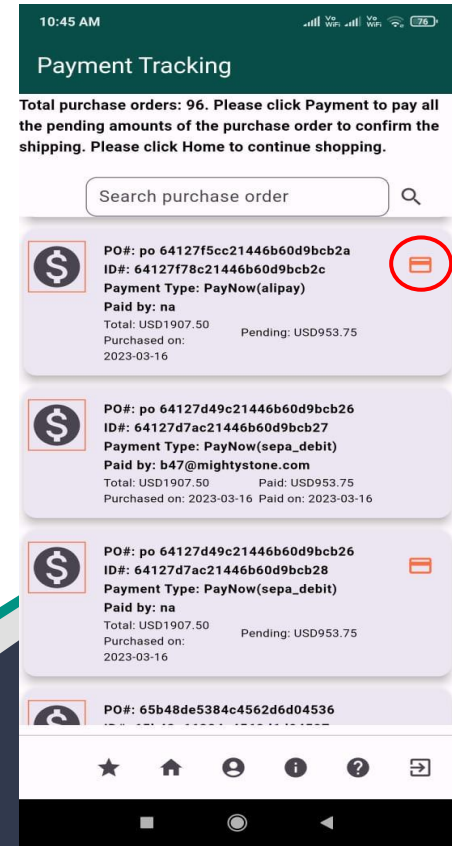 10:45 AM
Vo WiFi Vo WiFi 76
Payment Tracking
Total purchase orders: 96. Please click Payment to pay all
the pending amounts of the purchase order to confirm the
shipping. Please click Home to continue shopping.
Search purchase order
PO#: po 64127f5cc21446b60d9bcb2a
ID#: 64127f78c21446b60d9bcb2c
Payment Type: PayNow(alipay)
Paid by: na
Total: USD1907.50 Pending: USD953.75
Purchased on:
2023-03-16
PO#: po 64127d49c21446b60d9bcb26
ID#: 64127d7ac21446b60d9bcb27
Payment Type: PayNow(sepa_debit)
Paid by: b47@mightystone.com
Total: USD1907.50 Paid: USD953.75
Purchased on: 2023-03-16 Paid on: 2023-03-16
PO#: po 64127d49c21446b60d9bcb26
ID#: 64127d7ac21446b60d9bcb28
Payment Type: PayNow(sepa_debit)
Paid by: na
Total: USD1907.50 Pending: USD953.75
Purchased on:
2023-03-16
PO#: 65b48de5384c4562d6d04536